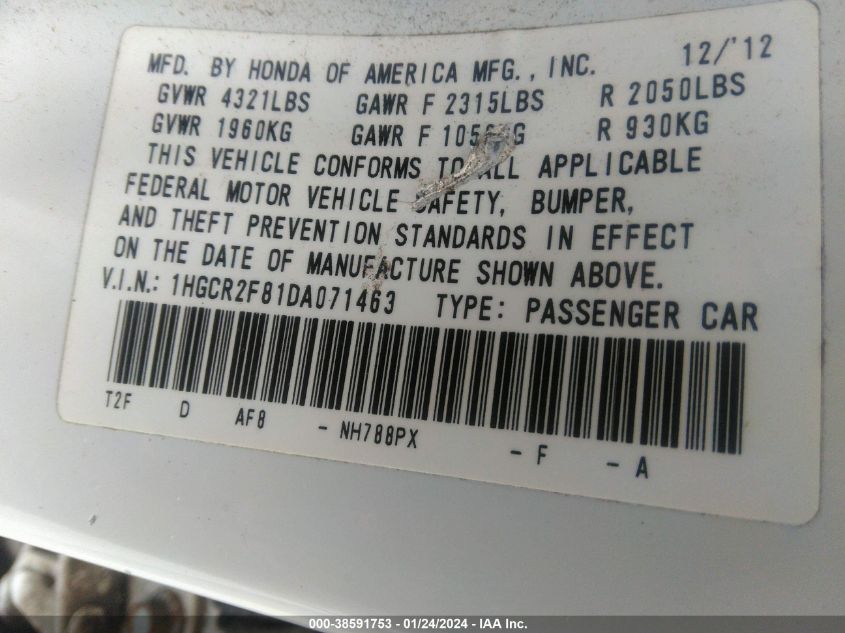 MFD. BY HONDA OF AMERICA MFG., INC. 12/'12
GVWR 4321LBS GAWR F 2315LBS R 2050LBS
GVWR 1960KG GAWR F R 930KG
THIS VEHICLE CONFORMS TO ALL APPLICABLE
FEDERAL MOTOR VEHICLE SAFETY, BUMPER,
AND THEFT PREVENTION STANDARDS IN EFFECT
ON THE DATE OF MANUFACTURE SHOWN ABOVE.
V.I.N.: 1HGCR2F81DA071463 TYPE: PASSENGER CAR
T2F D AF8 - NH788PX - F - A
000-38591753 - 01/24/2024 - IAA Inc.